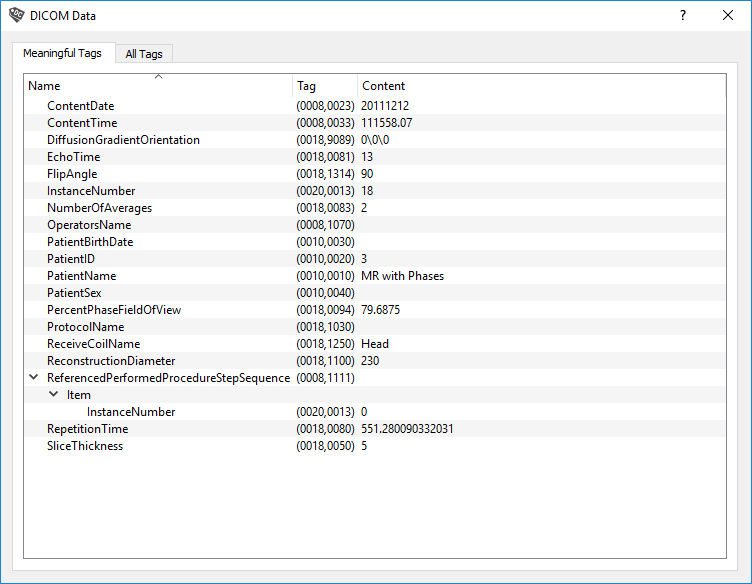 DICOM Data
Meaningful Tags All Tags
Name Tag Content
ContentDate (0008,0023) 20111212
ContentTime (0008,0033) 111558.07
DiffusionGradientOrientation (0018,9089) 0\0\0
EchoTime (0018,0081) 13
FlipAngle (0018,1314) 90
InstanceNumber (0020,0013) 18
NumberOfAverages (0018,0083) 2
OperatorsName (0008,1070)
PatientBirthDate (0010,0030)
PatientID (0010,0020) 3
PatientName (0010,0010) MR with Phases
PatientSex (0010,0040)
PercentPhaseFieldOfView (0018,0094) 79.6875
ProtocolName (0018,1030)
ReceiveCoilName (0018,1250) Head
ReconstructionDiameter (0018,1100) 230
ReferencedPerformedProcedureStepSequence (0008,1111)
Item
InstanceNumber (0020,0013) 0
RepetitionTime (0018,0080) 551.280090332031
SliceThickness (0018,0050) 5